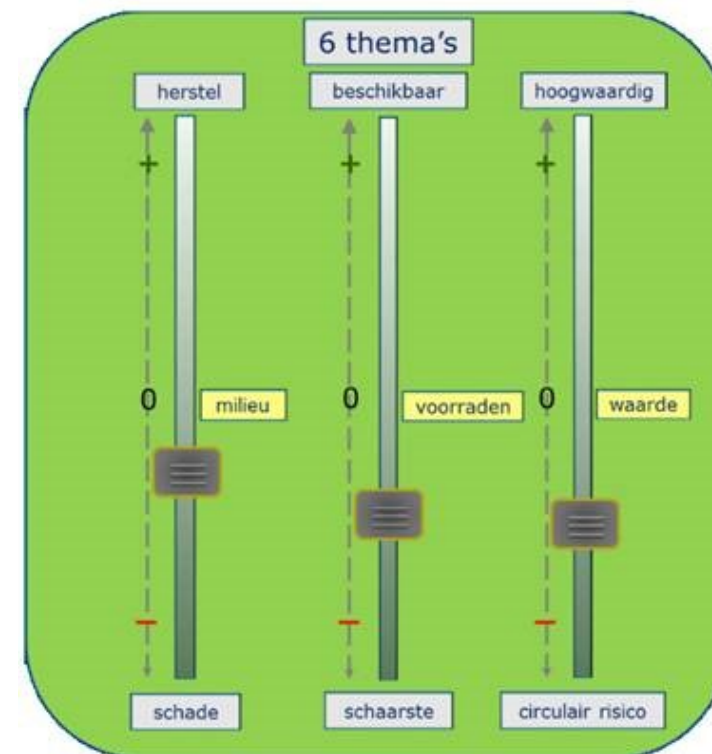 6 thema's
herstel
beschikbaar
hoogwaardig
+
+
+
0
milieu
0
voorraden
0
waarde
–
–
–
schade
schaarste
circulair risico